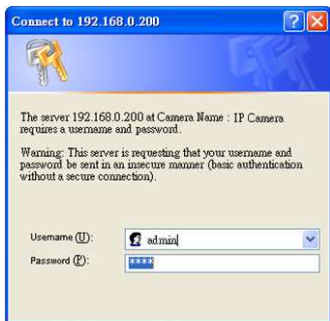 Connect to 192.168.0.200
The server 192.168.0.200 at Camera Name : IP Camera
requires a username and password.
Warning: This server is requesting that your username and
password be sent in an insecure manner (basic authentication
without a secure connection).
Username (U):
admin
Password (P):
****